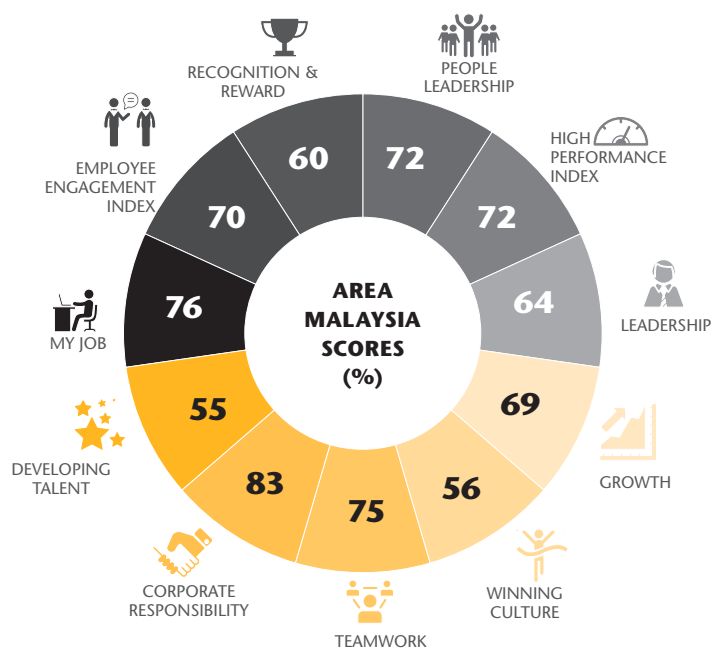 RECOGNITION &
REWARD
60
PEOPLE
LEADERSHIP
72
HIGH
PERFORMANCE
INDEX
72
LEADERSHIP
64
GROWTH
69
WINNING
CULTURE
56
TEAMWORK
75
CORPORATE
RESPONSIBILITY
83
DEVELOPING
TALENT
55
MY JOB
76
EMPLOYEE
ENGAGEMENT
INDEX
70
AREA
MALAYSIA
SCORES
(%)